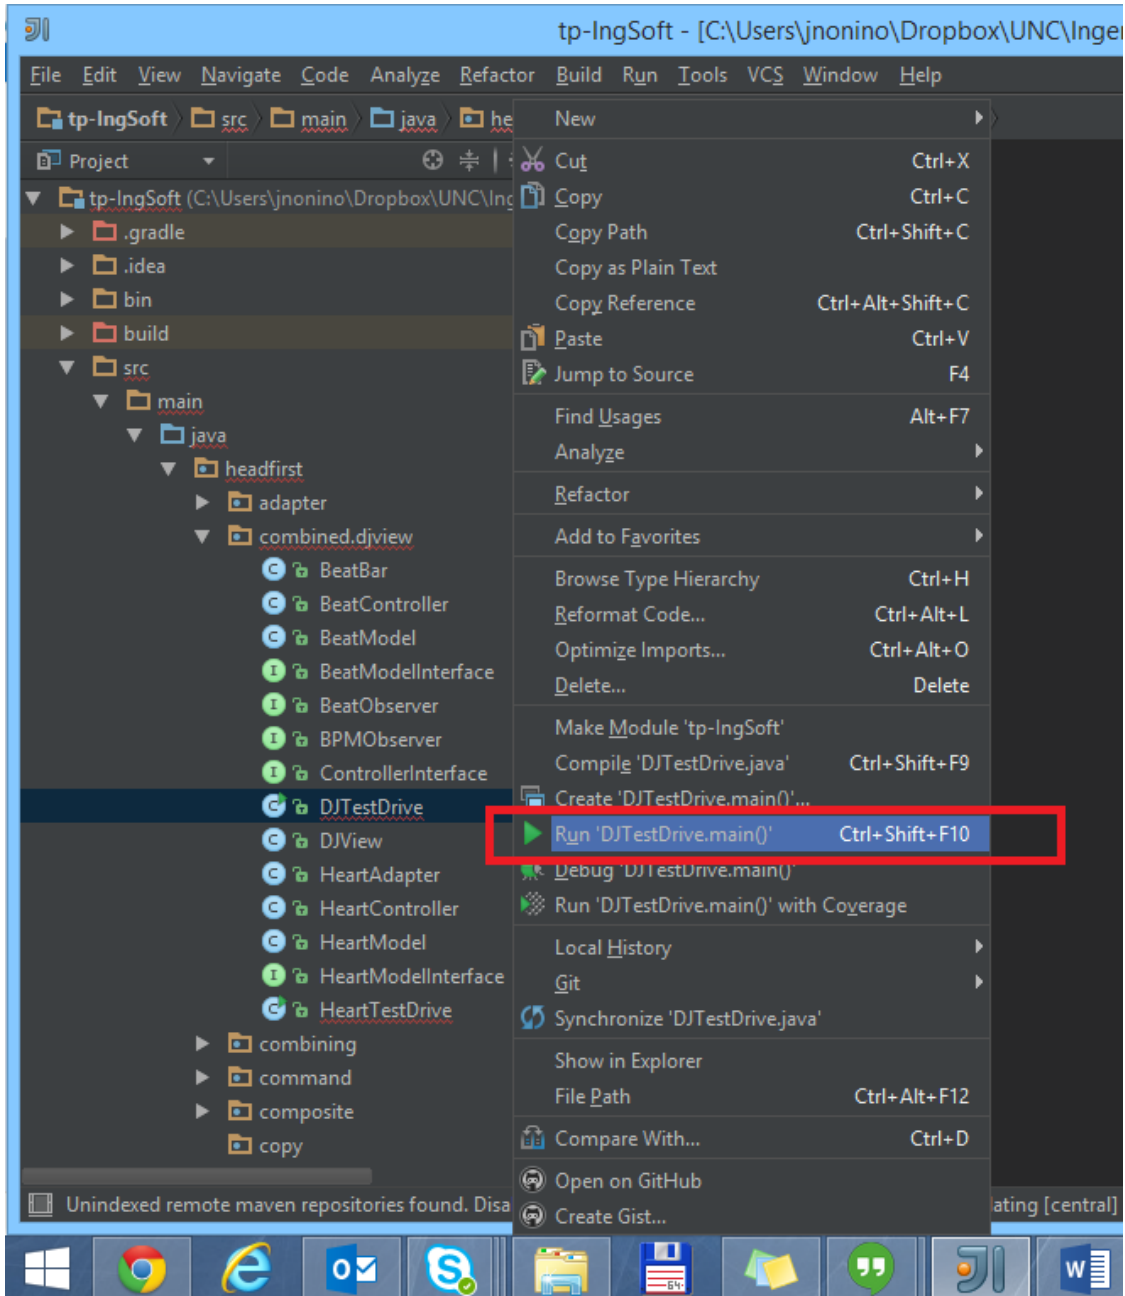 tp-IngSoft - [C:\Users\jnonino\Dropbox\UNC\Inger
File Edit View Navigate Code Analyze Refactor Build Run Tools VCS Window Help
tp-IngSoft src main java he
Project
tp-IngSoft (C:\Users\jnonino\Dropbox\UNC\Ing
.gradle
.idea
bin
build
src
main
java
headfirst
adapter
combined.djview
BeatBar
BeatController
BeatModel
BeatModelInterface
BeatObserver
BPMObserver
ControllerInterface
DJTestDrive
DJView
HeartAdapter
HeartController
HeartModel
HeartModelInterface
HeartTestDrive
combining
command
composite
copy
New
Cut Ctrl+X
Copy Ctrl+C
Copy Path Ctrl+Shift+C
Copy as Plain Text
Copy Reference Ctrl+Alt+Shift+C
Paste Ctrl+V
Jump to Source F4
Find Usages Alt+F7
Analyze
Refactor
Add to Favorites
Browse Type Hierarchy Ctrl+H
Reformat Code... Ctrl+Alt+L
Optimize Imports... Ctrl+Alt+O
Delete... Delete
Make Module 'tp-IngSoft'
Compile 'DJTestDrive.java' Ctrl+Shift+F9
Create 'DJTestDrive.main()'...
Run 'DJTestDrive.main()' Ctrl+Shift+F10
Debug 'DJTestDrive.main()'
Run 'DJTestDrive.main()' with Coverage
Local History
Git
Synchronize 'DJTestDrive.java'
Show in Explorer
File Path Ctrl+Alt+F12
Compare With... Ctrl+D
Open on GitHub
Create Gist...
Unindexed remote maven repositories found. Disa ating [central]
64